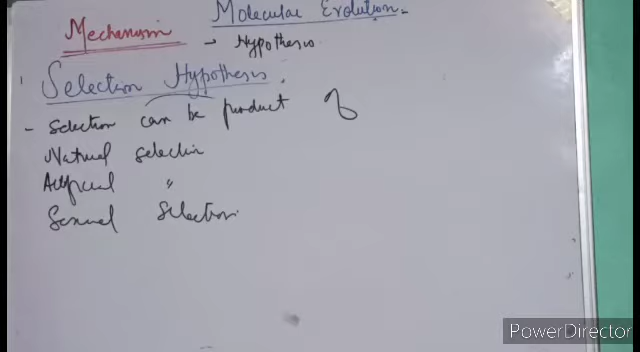 Molecular Evolution
Mechanism → Hypothesis
Selection Hypothesis.
- Selection can be product of
Natural selection
Artificial "
Sexual Selection
PowerDirector